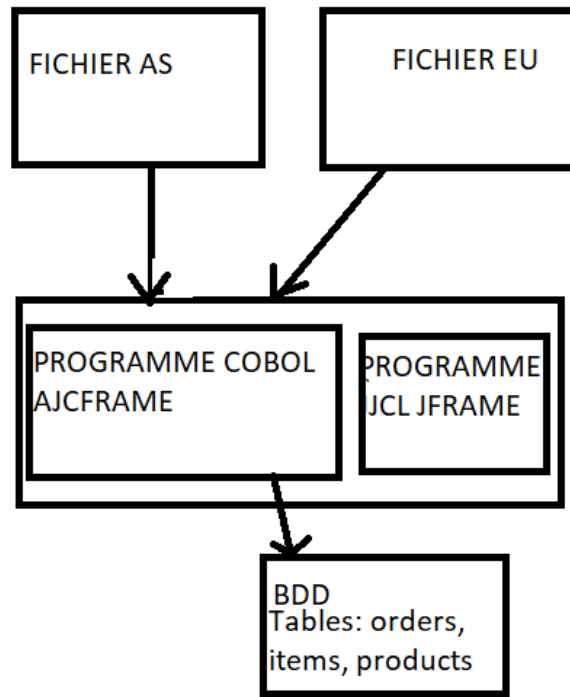 FICHIER AS
FICHIER EU
PROGRAMME COBOL
AJCFRAME
PROGRAMME
JCL JFRAME
BDD
Tables: orders,
items, products